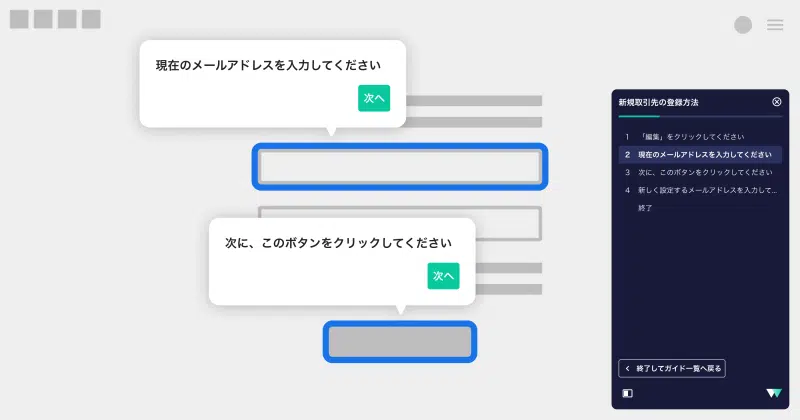 現在のメールアドレスを入力してください
次へ
次に、このボタンをクリックしてください
次へ
新規取引先の登録方法
1 「編集」をクリックしてください
2 現在のメールアドレスを入力してください
3 次に、このボタンをクリックしてください
4 新しく設定するメールアドレスを入力して...
終了
終了してガイド一覧へ戻る